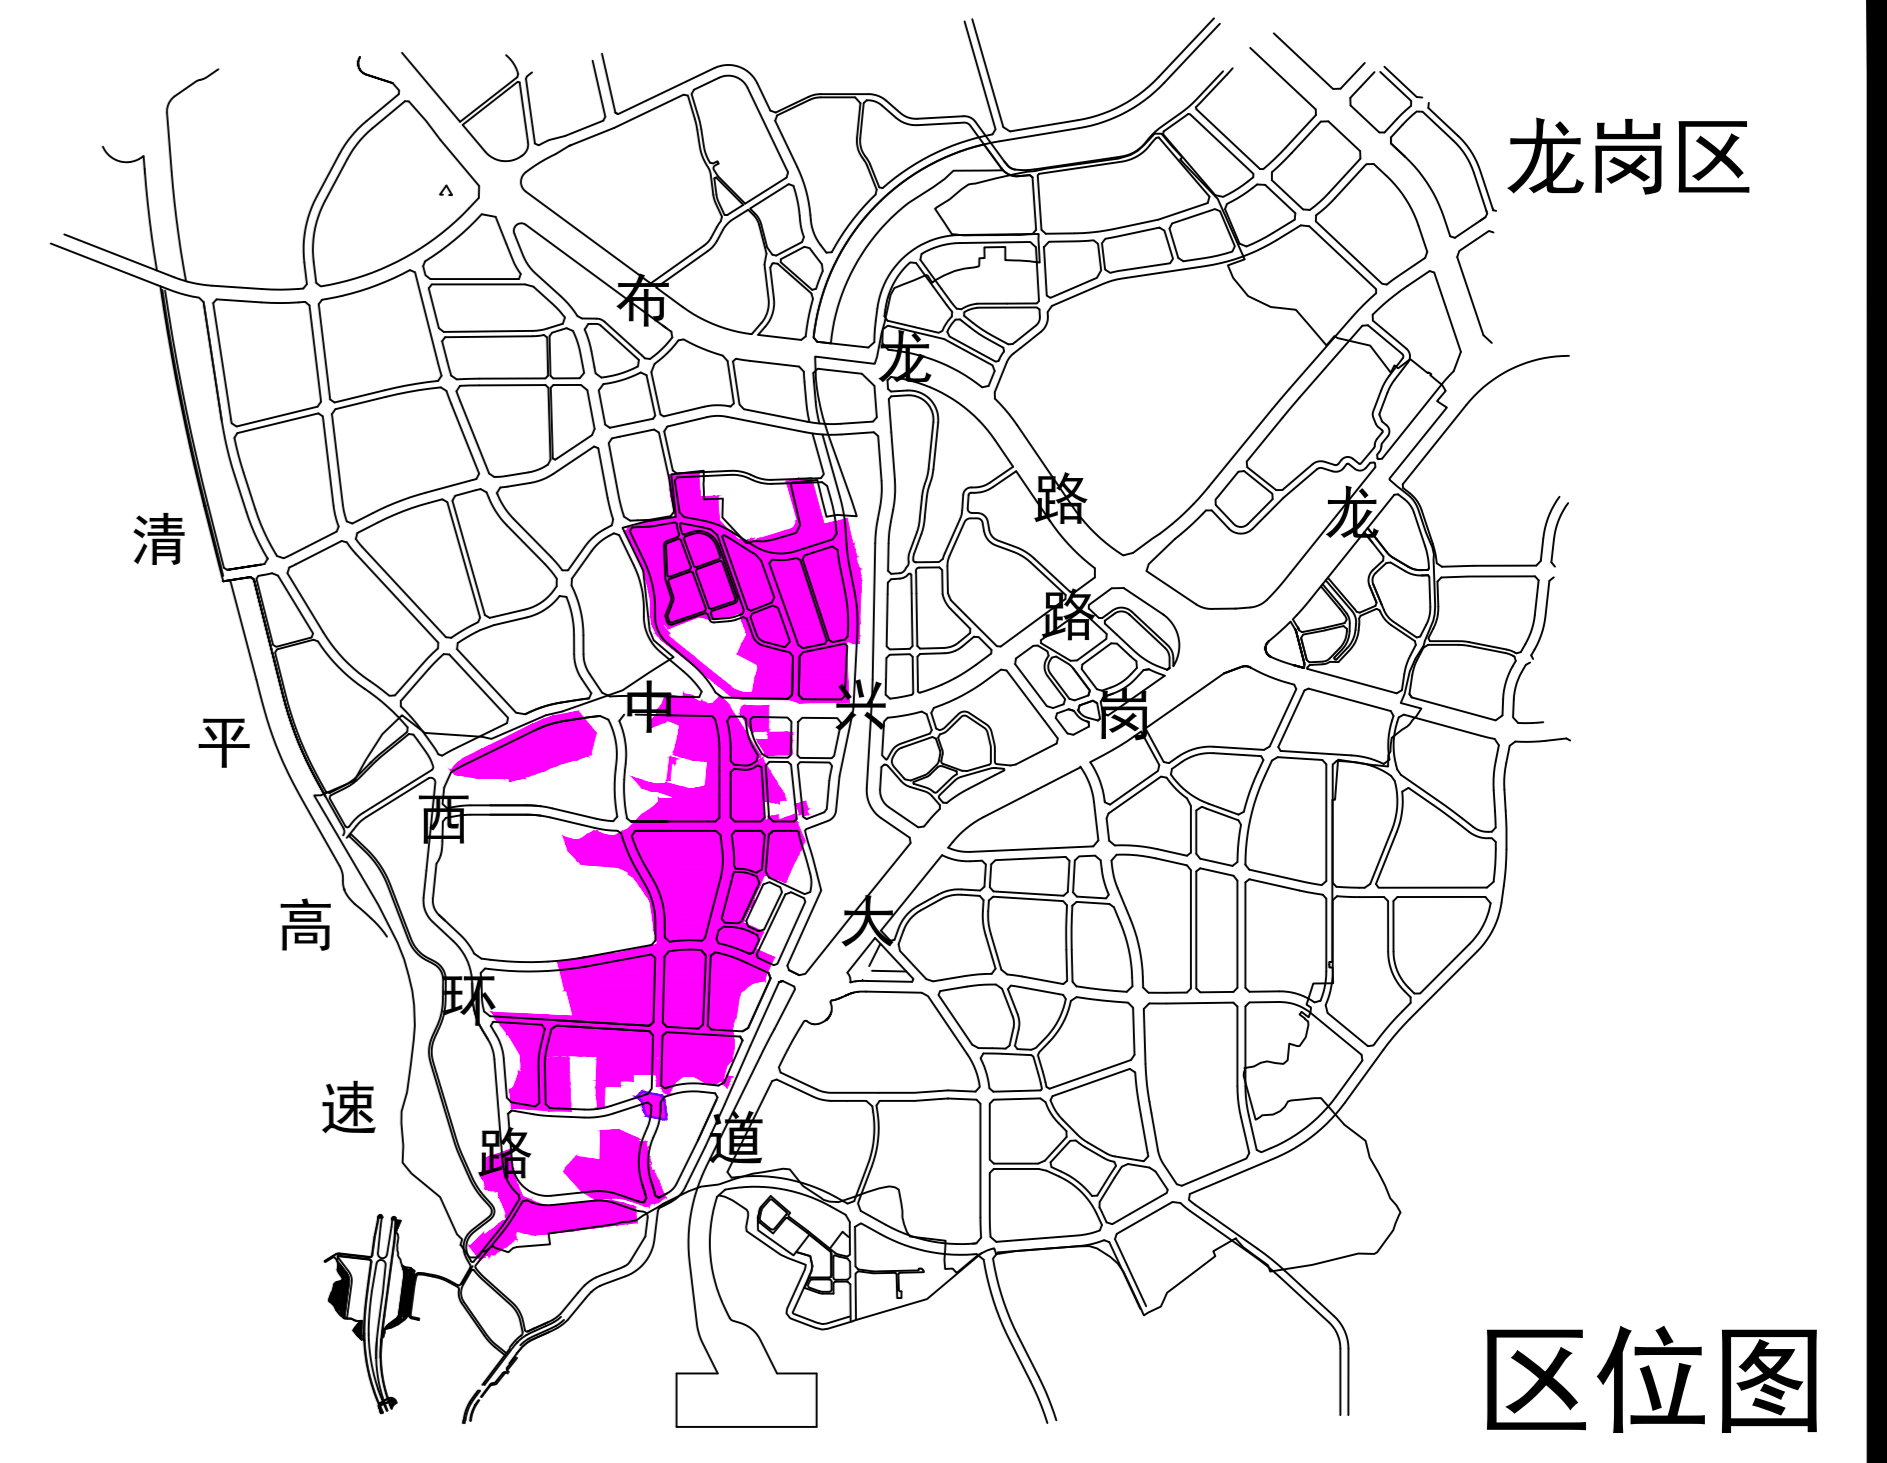 龙岗区
布龙路
龙岗大道
中兴路
西环路
清平高速
区位图